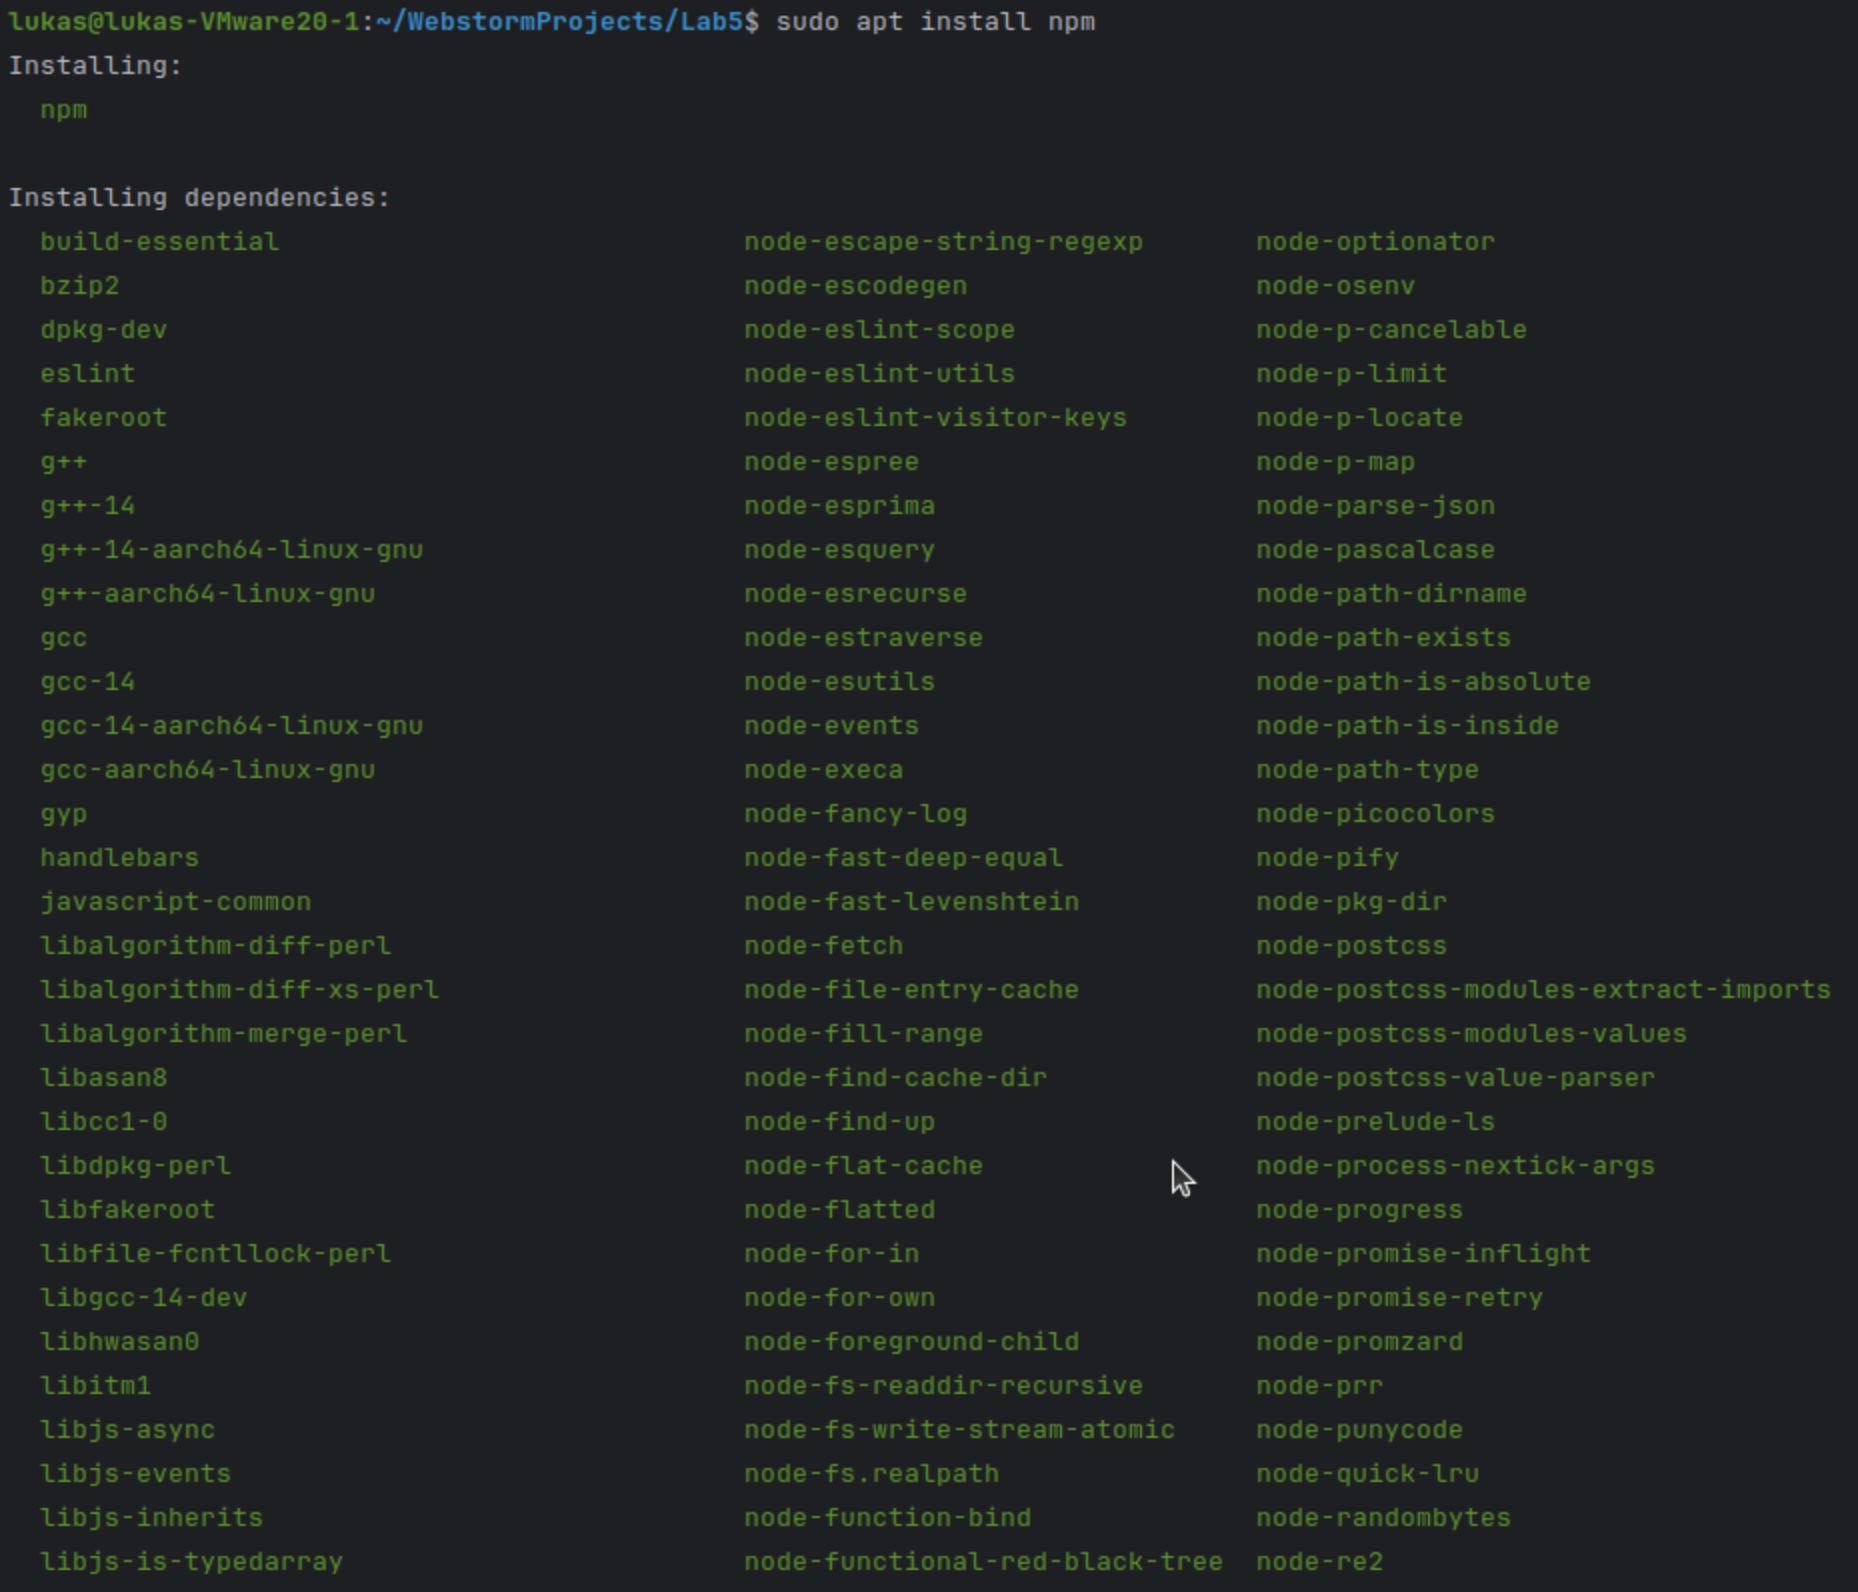 lukas@lukas-VMware20-1:~/WebstormProjects/Lab5$ sudo apt install npm
Installing:
npm
Installing dependencies:
build-essential node-escape-string-regexp node-optionator
bzip2 node-escodegen node-osenv
dpkg-dev node-eslint-scope node-p-cancelable
eslint node-eslint-utils node-p-limit
fakeroot node-eslint-visitor-keys node-p-locate
g++ node-espree node-p-map
g++-14 node-esprima node-parse-json
g++-14-aarch64-linux-gnu node-esquery node-pascalcase
g++-aarch64-linux-gnu node-esrecurse node-path-dirname
gcc node-estraverse node-path-exists
gcc-14 node-esutils node-path-is-absolute
gcc-14-aarch64-linux-gnu node-events node-path-is-inside
gcc-aarch64-linux-gnu node-execa node-path-type
gyp node-fancy-log node-picocolors
handlebars node-fast-deep-equal node-pify
javascript-common node-fast-levenshtein node-pkg-dir
libalgorithm-diff-perl node-fetch node-postcss
libalgorithm-diff-xs-perl node-file-entry-cache node-postcss-modules-extract-imports
libalgorithm-merge-perl node-fill-range node-postcss-modules-values
libasan8 node-find-cache-dir node-postcss-value-parser
libcc1-0 node-find-up node-prelude-ls
libdpkg-perl node-flat-cache node-process-nextick-args
libfakeroot node-flatted node-progress
libfile-fcntllock-perl node-for-in node-promise-inflight
libgcc-14-dev node-for-own node-promise-retry
libhwasan0 node-foreground-child node-promzard
libitm1 node-fs-readdir-recursive node-prr
libjs-async node-fs-write-stream-atomic node-punycode
libjs-events node-fs.realpath node-quick-lru
libjs-inherits node-function-bind node-randombytes
libjs-is-typedarray node-functional-red-black-tree node-re2